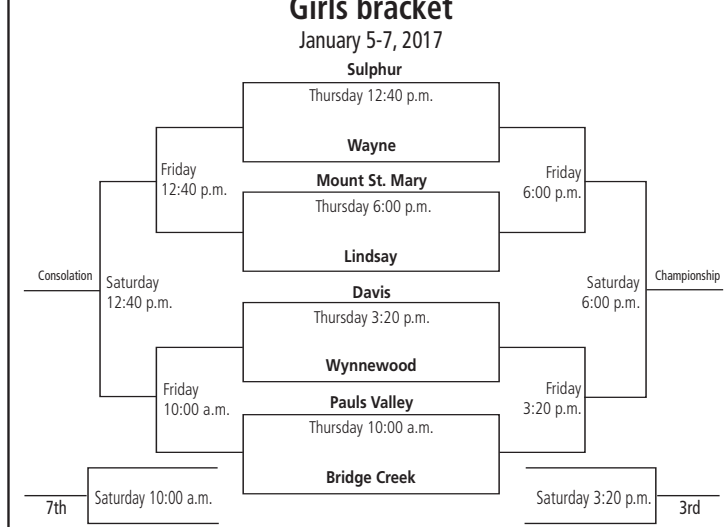 Girls bracket
January 5-7, 2017
Sulphur
Thursday 12:40 p.m.
Wayne
Friday
12:40 p.m.
Friday
6:00 p.m.
Mount St. Mary
Thursday 6:00 p.m.
Lindsay
Consolation
Saturday
12:40 p.m.
Saturday
6:00 p.m.
Championship
Davis
Thursday 3:20 p.m.
Wynnewood
Friday
10:00 a.m.
Friday
3:20 p.m.
Pauls Valley
Thursday 10:00 a.m.
Bridge Creek
7th
Saturday 10:00 a.m.
Saturday 3:20 p.m.
3rd